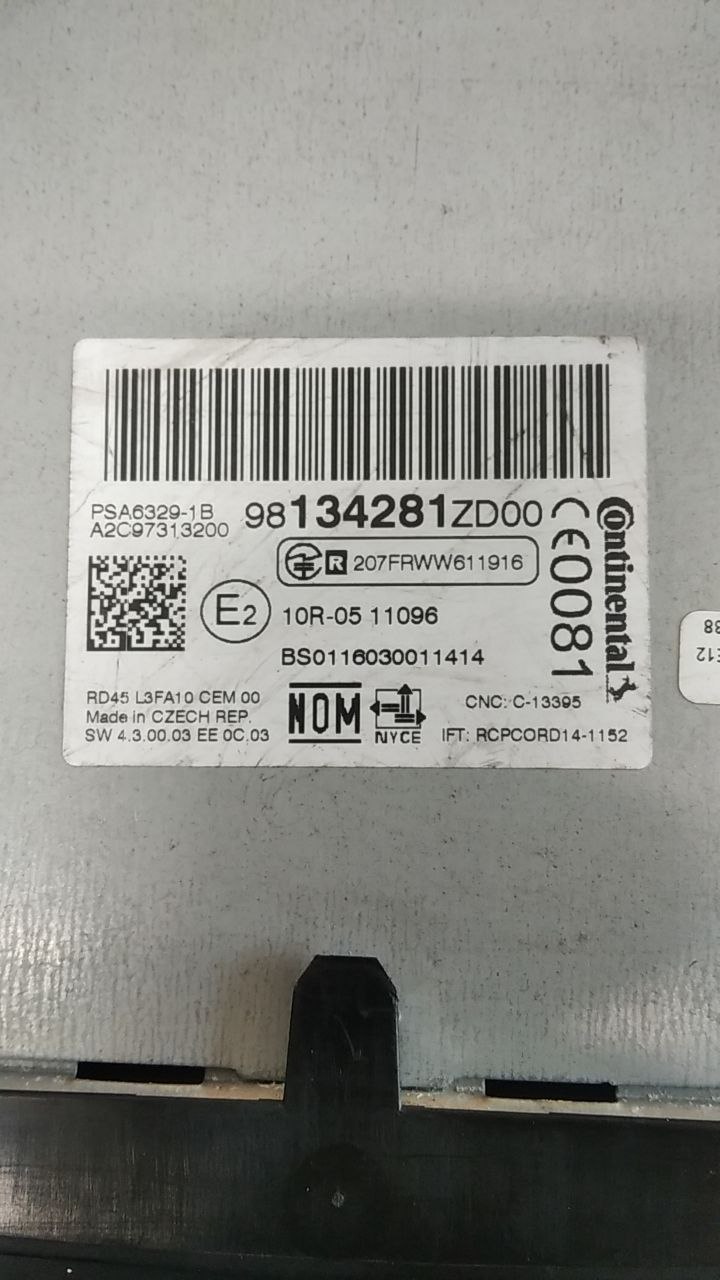 PSA6329-1B
A2C97313200
98134281ZD00
R 207FRWW611916
CE0081
Continental
E2
10R-05 11096
BS0116030011414
RD45 L3FA10 CEM 00
Made in CZECH REP.
SW 4.3.00.03 EE 0C.03
NOM
NYCE
CNC: C-13395
IFT: RCPCORD14-1152